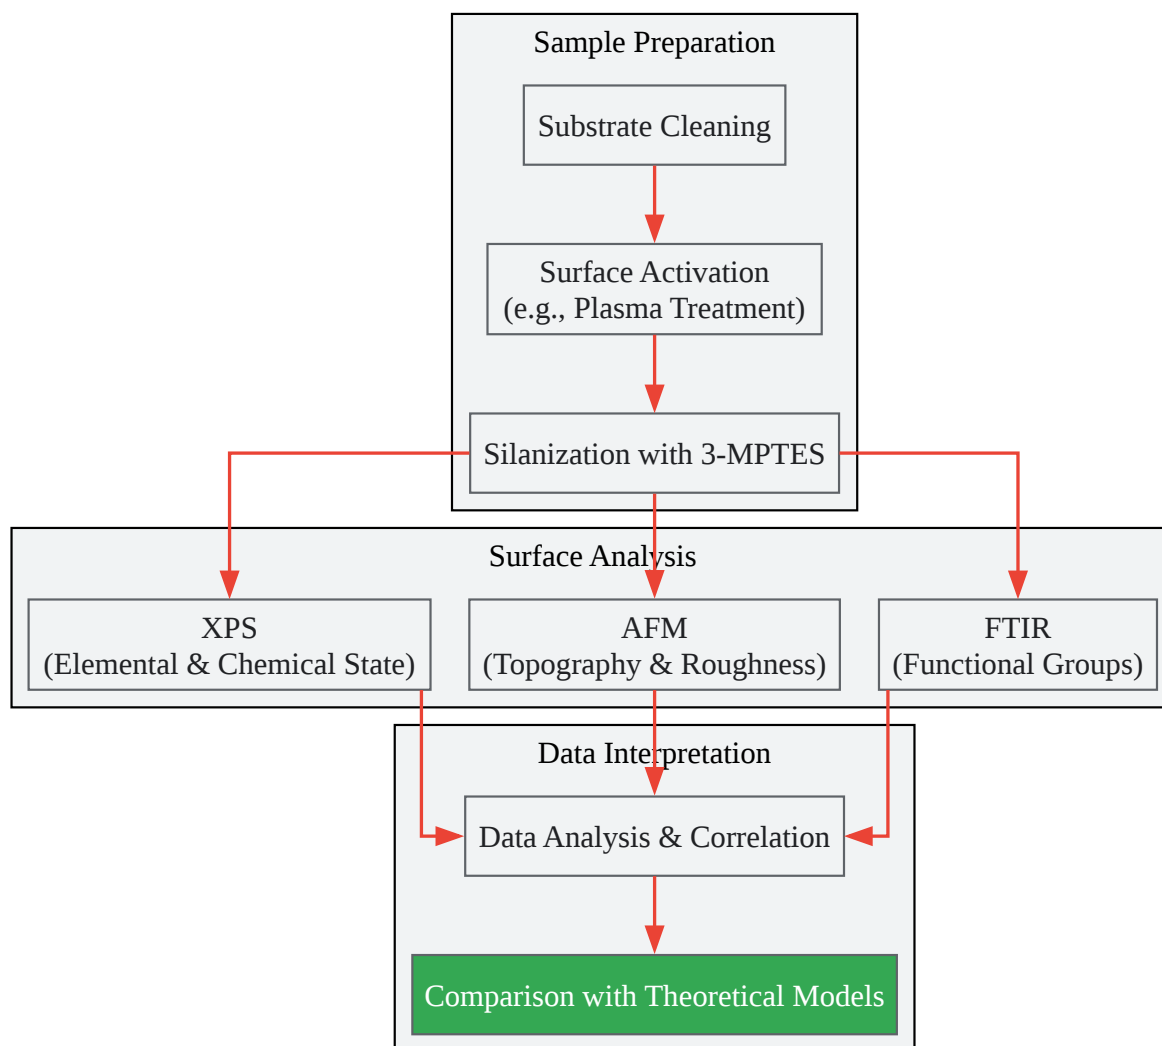 Sample Preparation
Substrate Cleaning
Surface Activation
(e.g., Plasma Treatment)
Silanization with 3-MPTES
Surface Analysis
XPS
(Elemental & Chemical State)
AFM
(Topography & Roughness)
FTIR
(Functional Groups)
Data Interpretation
Data Analysis & Correlation
Comparison with Theoretical Models